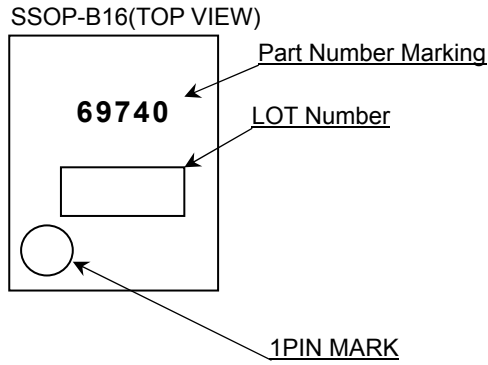 SSOP-B16(TOP VIEW)
Part Number Marking
69740
LOT Number
1PIN MARK